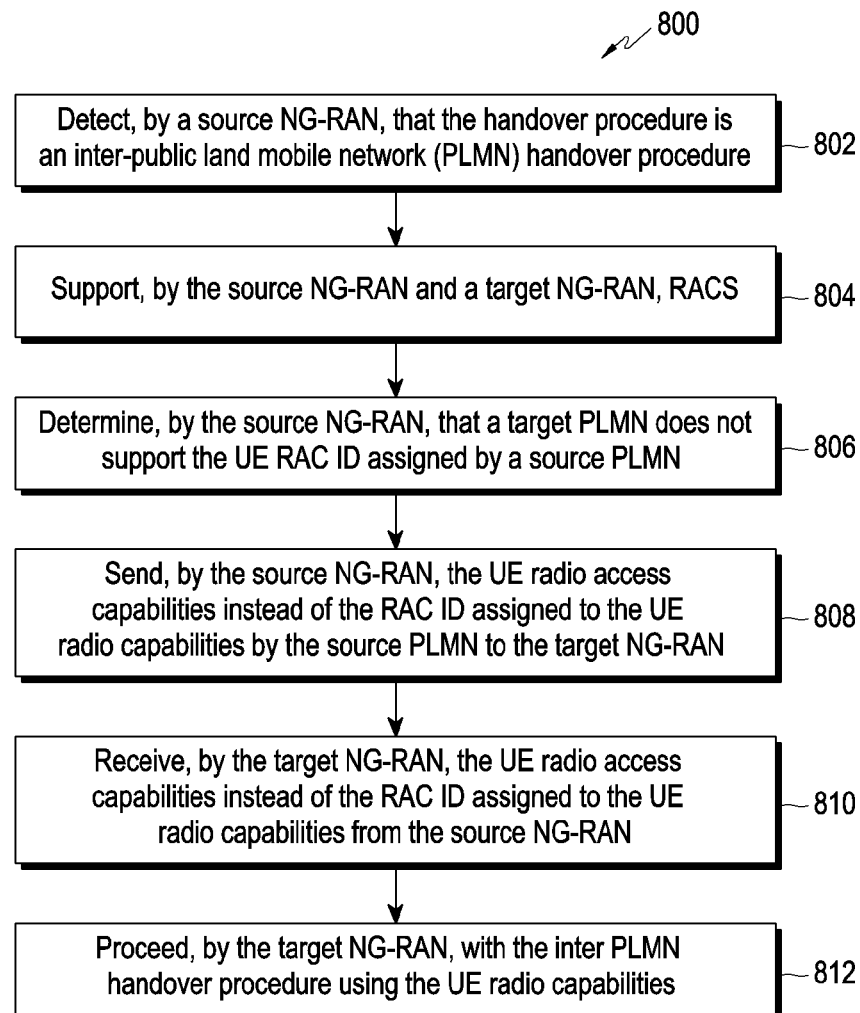 800
Detect, by a source NG-RAN, that the handover procedure is
an inter-public land mobile network (PLMN) handover procedure
802
Support, by the source NG-RAN and a target NG-RAN, RACS
804
Determine, by the source NG-RAN, that a target PLMN does not
support the UE RAC ID assigned by a source PLMN
806
Send, by the source NG-RAN, the UE radio access
capabilities instead of the RAC ID assigned to the UE
radio capabilities by the source PLMN to the target NG-RAN
808
Receive, by the target NG-RAN, the UE radio access
capabilities instead of the RAC ID assigned to the UE
radio capabilities from the source NG-RAN
810
Proceed, by the target NG-RAN, with the inter PLMN
handover procedure using the UE radio capabilities
812